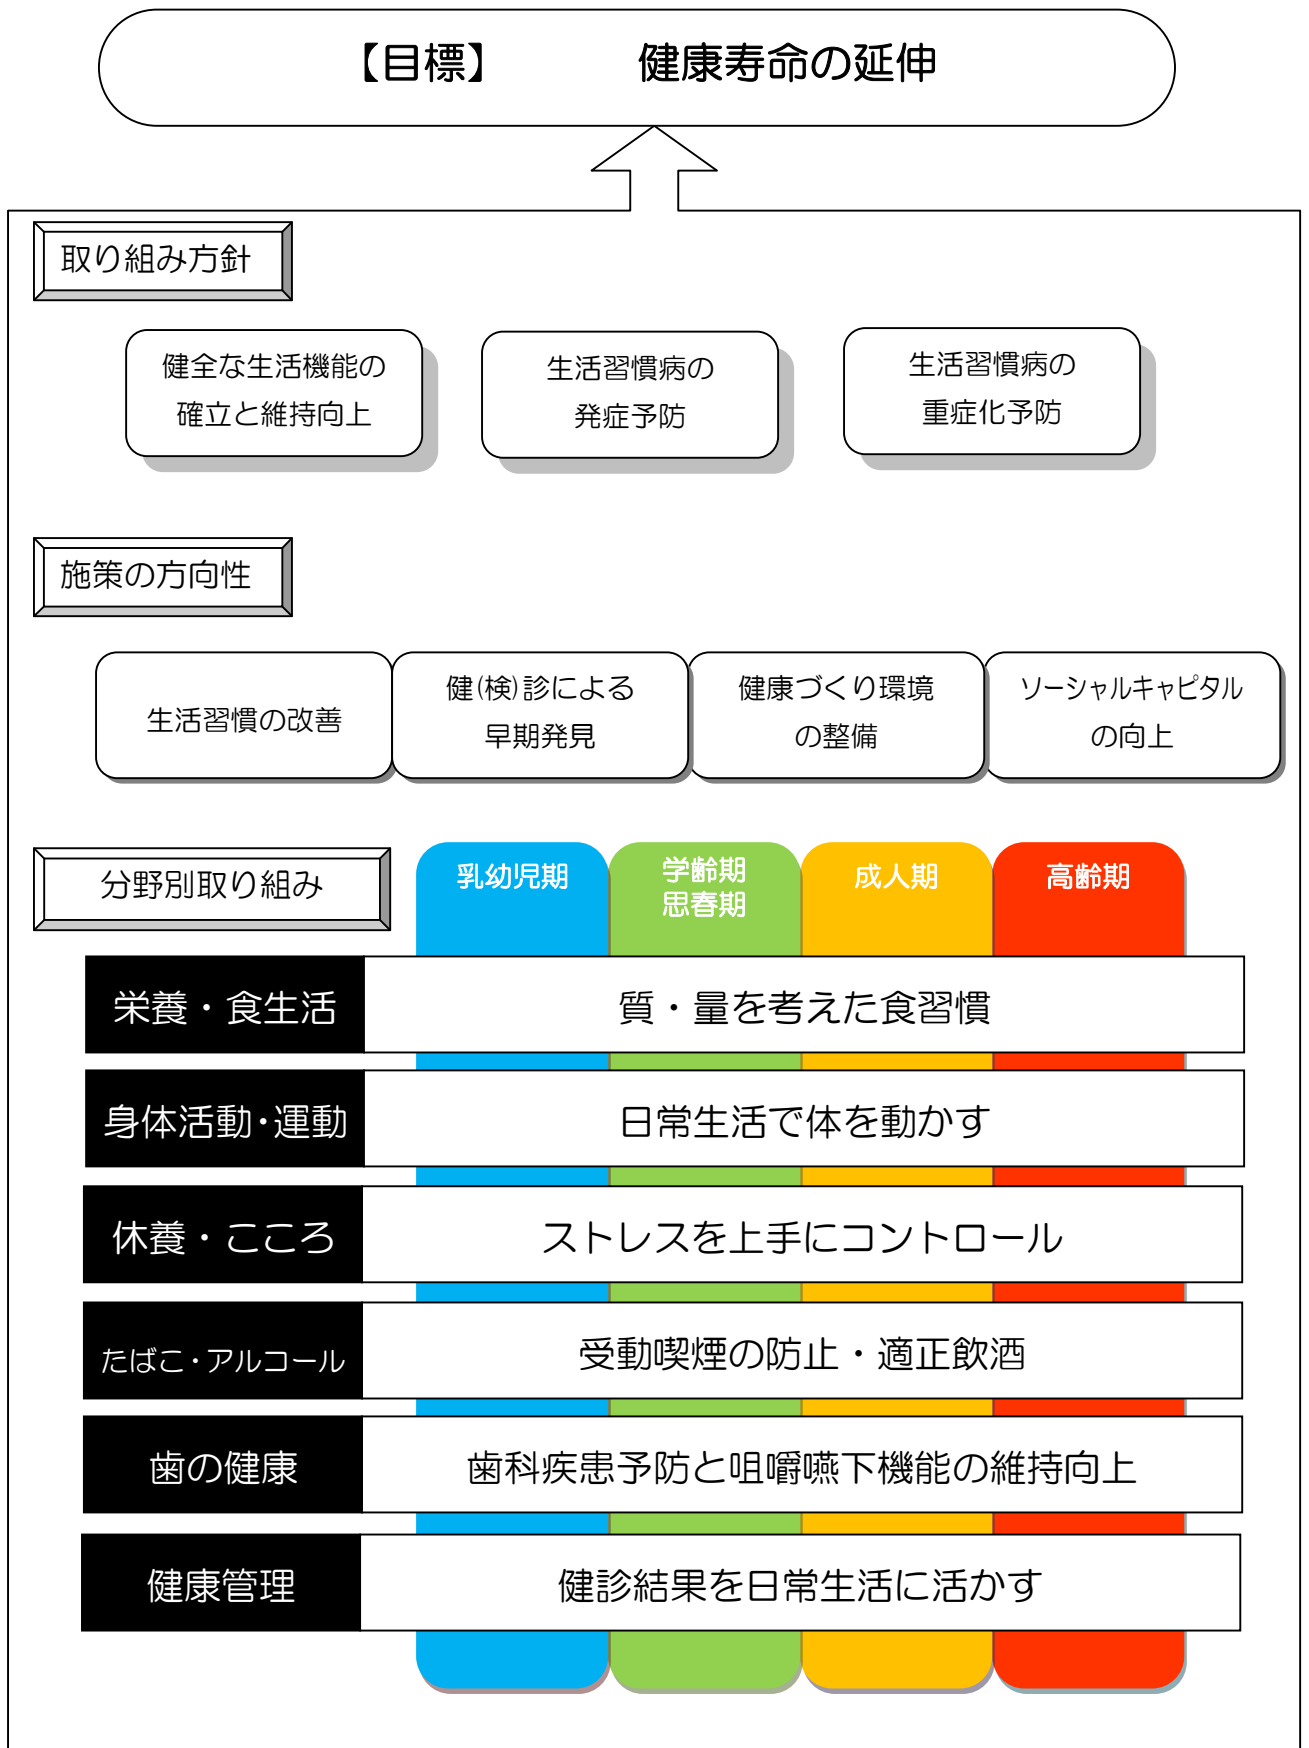 【目標】　健康寿命の延伸
取り組み方針
健全な生活機能の
確立と維持向上
生活習慣病の
発症予防
生活習慣病の
重症化予防
施策の方向性
生活習慣の改善
健(検)診による
早期発見
健康づくり環境
の整備
ソーシャルキャピタル
の向上
分野別取り組み
乳幼児期
学齢期
思春期
成人期
高齢期
栄養・食生活
質・量を考えた食習慣
身体活動・運動
日常生活で体を動かす
休養・こころ
ストレスを上手にコントロール
たばこ・アルコール
受動喫煙の防止・適正飲酒
歯の健康
歯科疾患予防と咀嚼嚥下機能の維持向上
健康管理
健診結果を日常生活に活かす